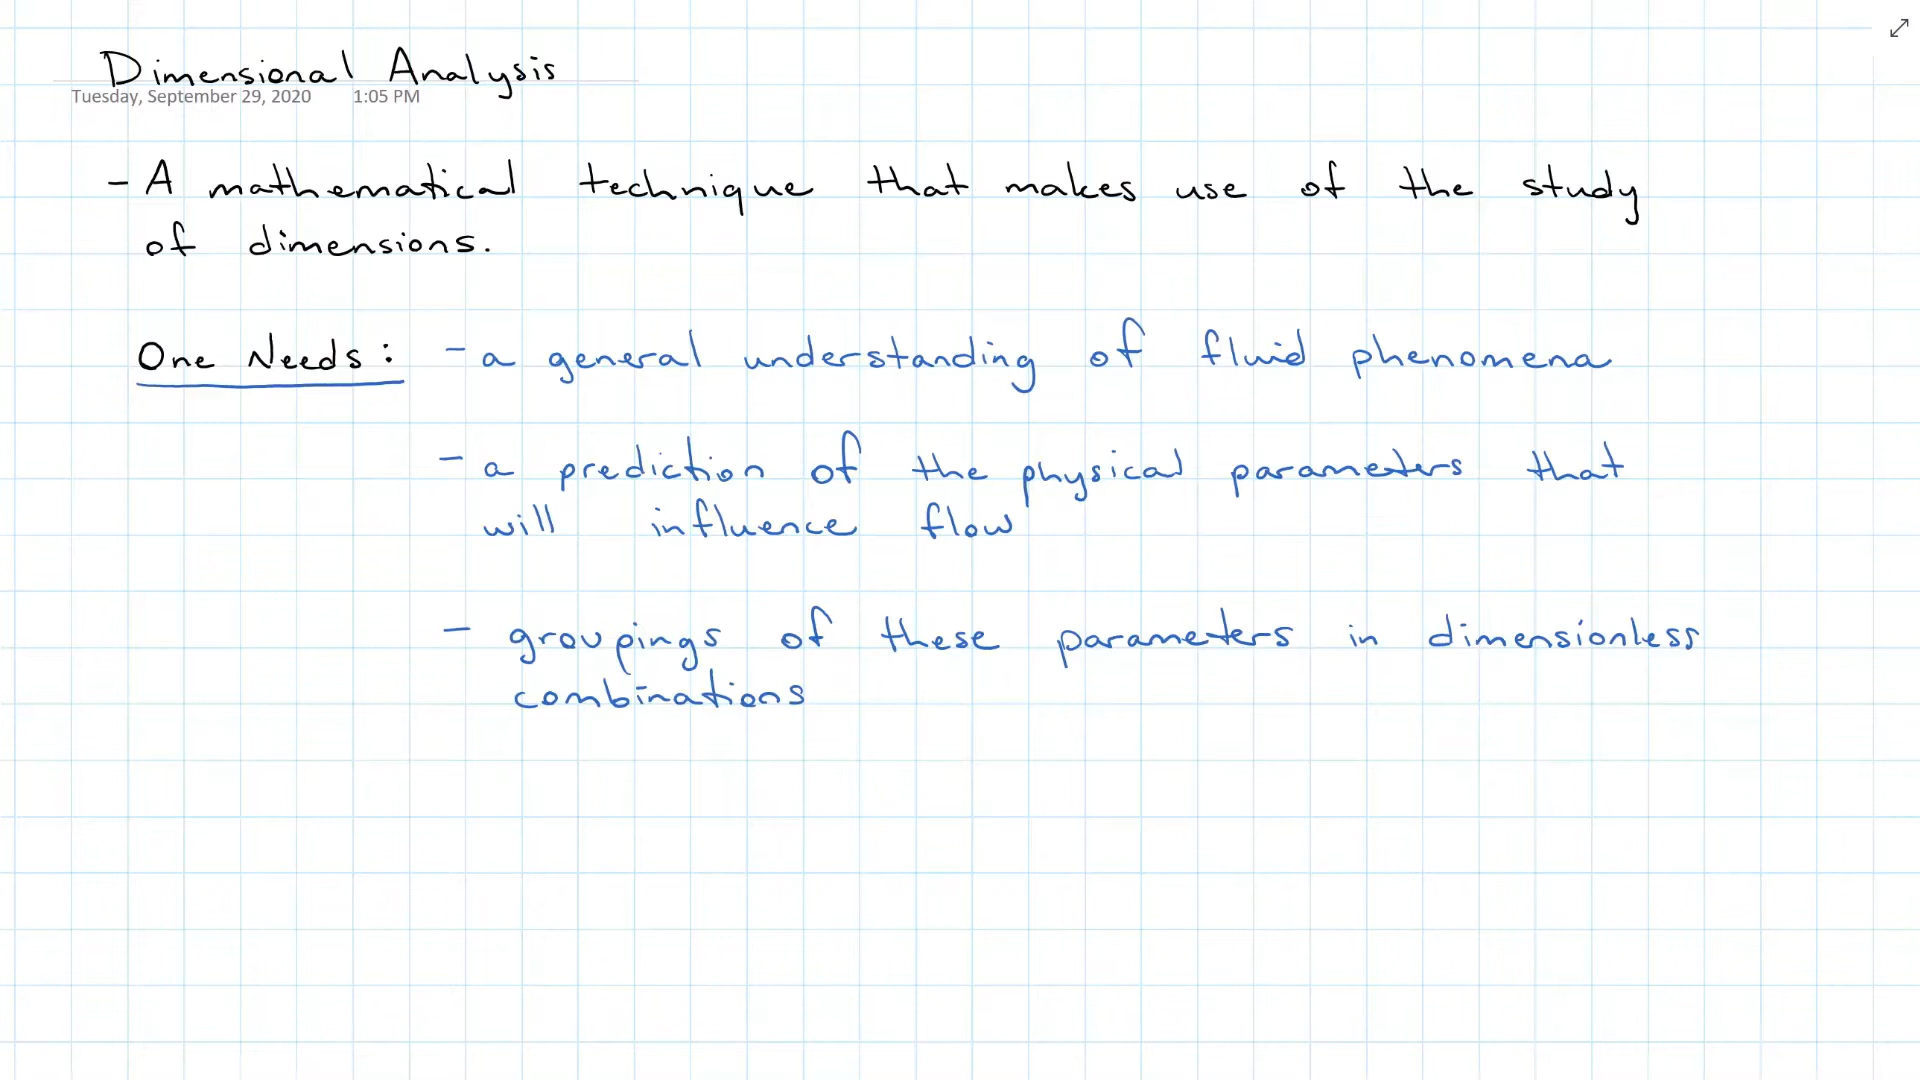 Dimensional Analysis
Tuesday, September 29, 2020 1:05 PM
- A mathematical technique that makes use of the study
of dimensions.
One Needs: - a general understanding of fluid phenomena
- a prediction of the physical parameters that
will influence flow
- groupings of these parameters in dimensionless
combinations